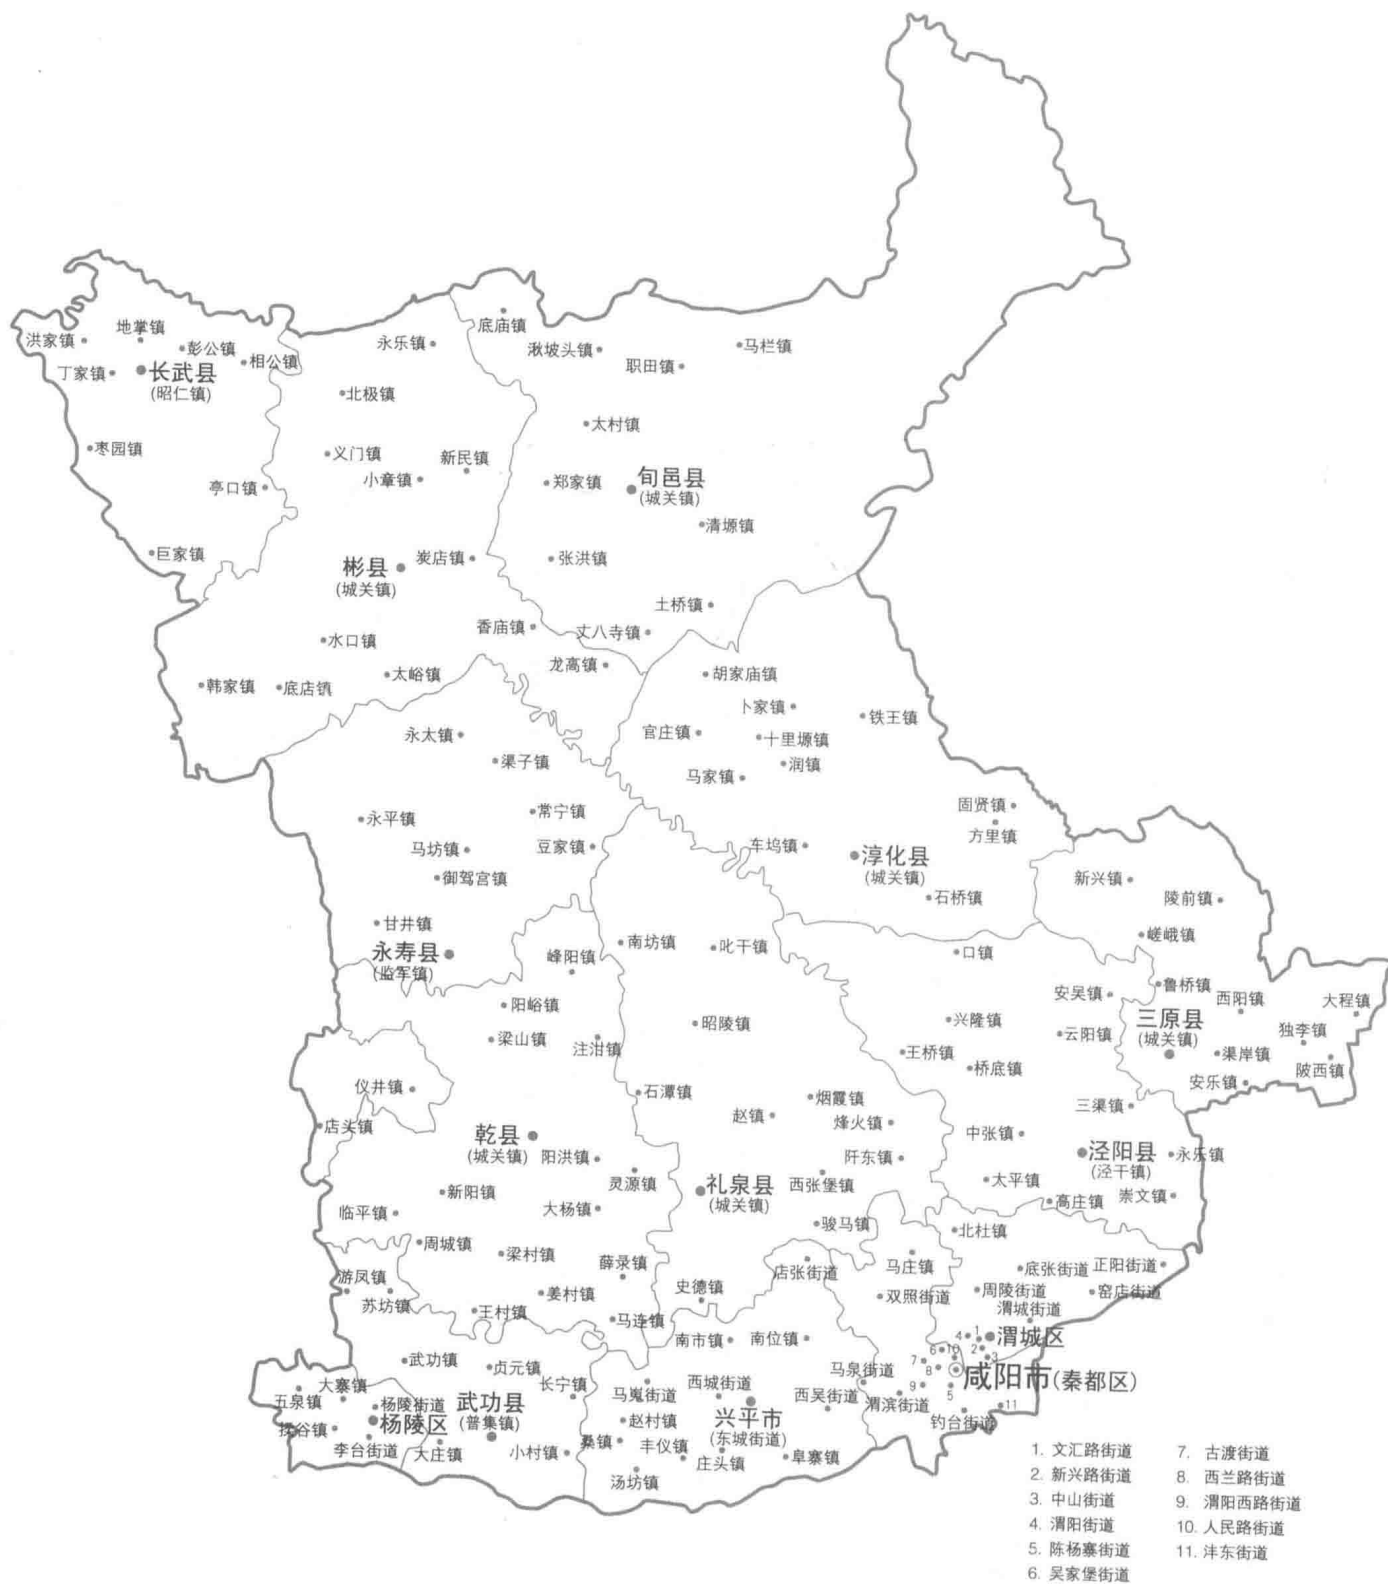 底庙镇
洪家镇
地掌镇
彭公镇
相公镇
永乐镇
湫坡头镇
马栏镇
职田镇
丁家镇
长武县
(昭仁镇)
北极镇
太村镇
枣园镇
义门镇
新民镇
小章镇
郑家镇
旬邑县
(城关镇)
亭口镇
清塬镇
巨家镇
彬县
(城关镇)
炭店镇
张洪镇
土桥镇
香庙镇
丈八寺镇
水口镇
龙高镇
太峪镇
胡家庙镇
韩家镇
底店镇
卜家镇
铁王镇
永太镇
官庄镇
十里塬镇
渠子镇
润镇
马家镇
固贤镇
方里镇
永平镇
常宁镇
马坊镇
豆家镇
车坞镇
淳化县
(城关镇)
御驾宫镇
新兴镇
石桥镇
陵前镇
甘井镇
嵯峨镇
永寿县
(监军镇)
南坊镇
叱干镇
峰阳镇
口镇
鲁桥镇
安吴镇
西阳镇
大程镇
阳峪镇
昭陵镇
兴隆镇
三原县
(城关镇)
云阳镇
独李镇
梁山镇
注泔镇
王桥镇
渠岸镇
桥底镇
陂西镇
安乐镇
仪井镇
石潭镇
烟霞镇
三渠镇
赵镇
烽火镇
店头镇
乾县
(城关镇)
中张镇
阳洪镇
阡东镇
泾阳县
(泾干镇)
永乐镇
灵源镇
西张堡镇
礼泉县
(城关镇)
太平镇
新阳镇
高庄镇
崇文镇
临平镇
大杨镇
骏马镇
北杜镇
周城镇
梁村镇
薛录镇
店张街道
马庄镇
底张街道
正阳街道
游凤镇
苏坊镇
姜村镇
史德镇
双照街道
周陵街道
窑店街道
王村镇
马连镇
渭城街道
南市镇
南位镇
4
1
渭城区
6
10
2
3
武功镇
贞元镇
7
8
马泉街道
咸阳市(秦都区)
大寨镇
五泉镇
杨陵街道
武功县
(普集镇)
长宁镇
马嵬街道
西城街道
西吴街道
9
5
渭滨街道
11
钓台街道
揉谷镇
杨陵区
赵村镇
兴平市
(东城街道)
李台街道
大庄镇
小村镇
桑镇
丰仪镇
庄头镇
阜寨镇
汤坊镇
1. 文汇路街道
2. 新兴路街道
3. 中山街道
4. 渭阳街道
5. 陈杨寨街道
6. 吴家堡街道
7. 古渡街道
8. 西兰路街道
9. 渭阳西路街道
10. 人民路街道
11. 沣东街道